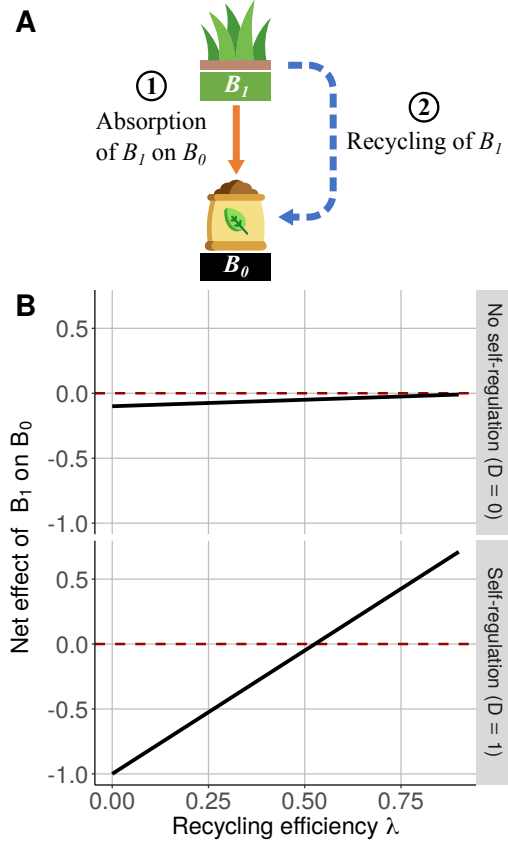 A
1
Absorption
of B1 on B0
B1
2
Recycling of B1
B0
B
Net effect of B1 on B0
0.5
0.0
-0.5
-1.0
No self-regulation (D = 0)
0.5
0.0
-0.5
-1.0
Self-regulation (D = 1)
0.00 0.25 0.50 0.75
Recycling efficiency λ